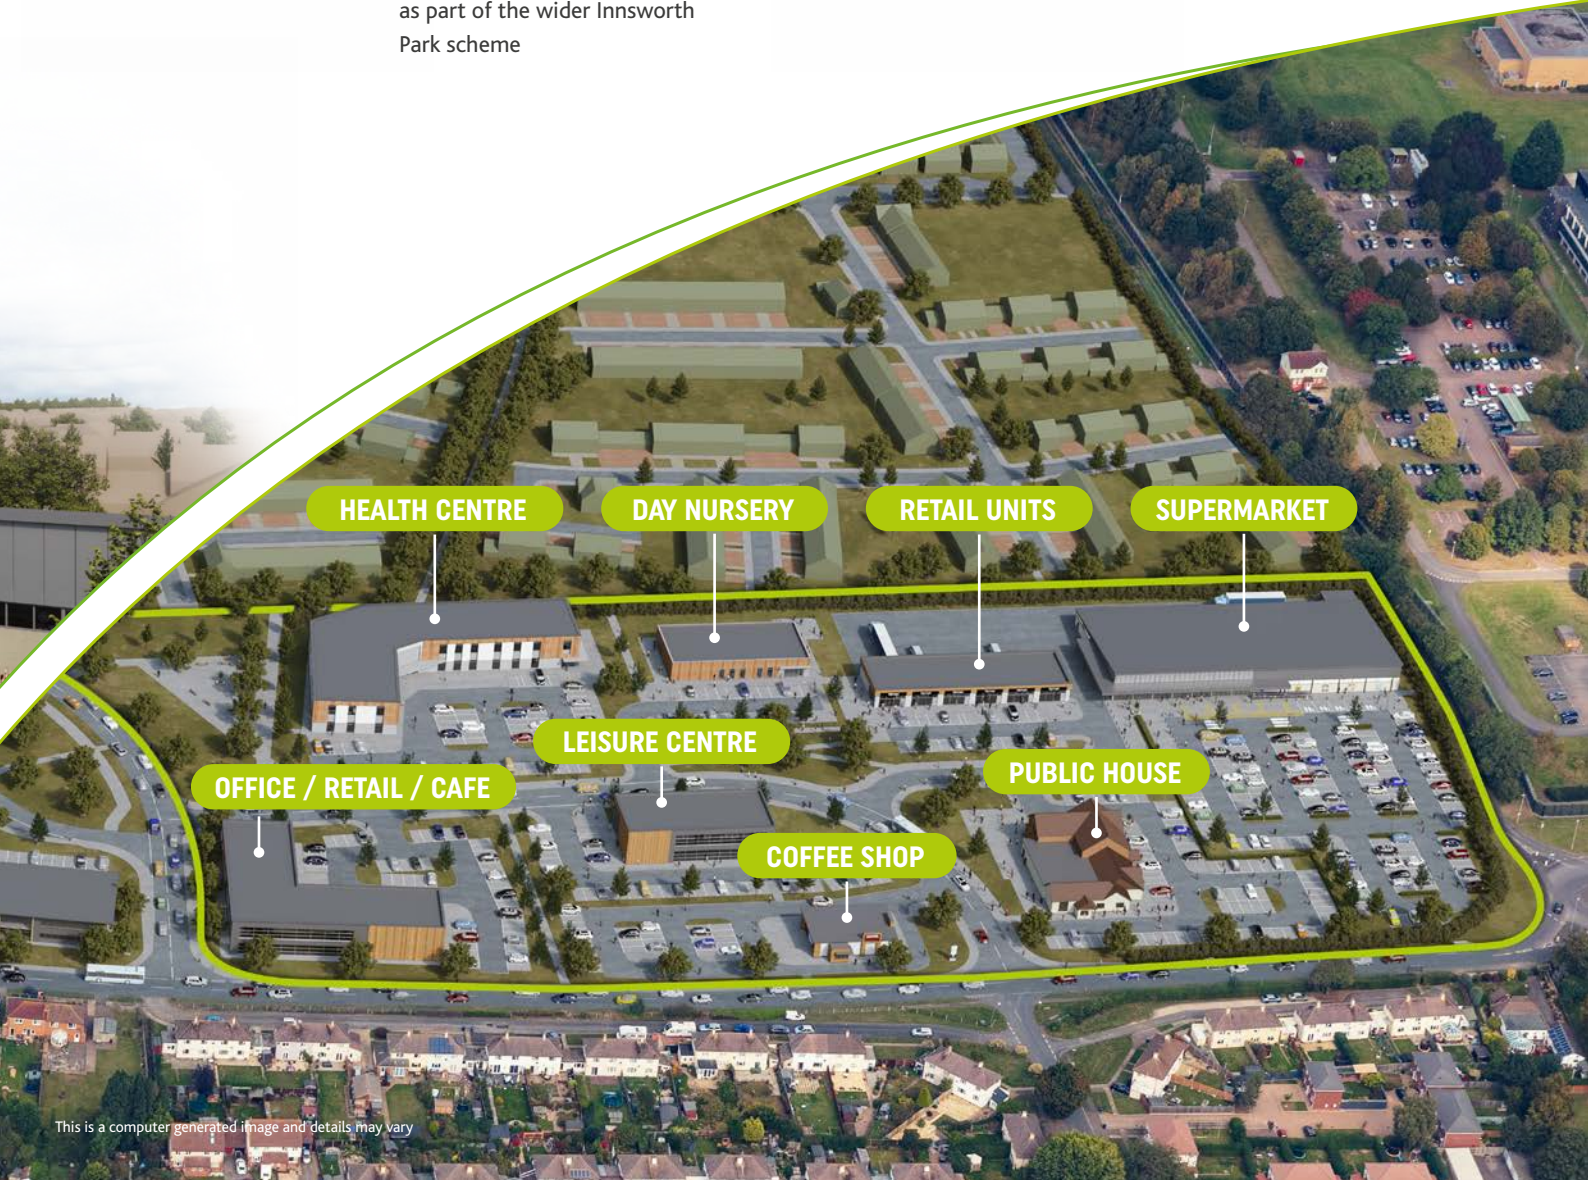 as part of the wider Innsworth
Park scheme
HEALTH CENTRE
DAY NURSERY
RETAIL UNITS
SUPERMARKET
LEISURE CENTRE
PUBLIC HOUSE
OFFICE / RETAIL / CAFE
COFFEE SHOP
This is a computer generated image and details may vary